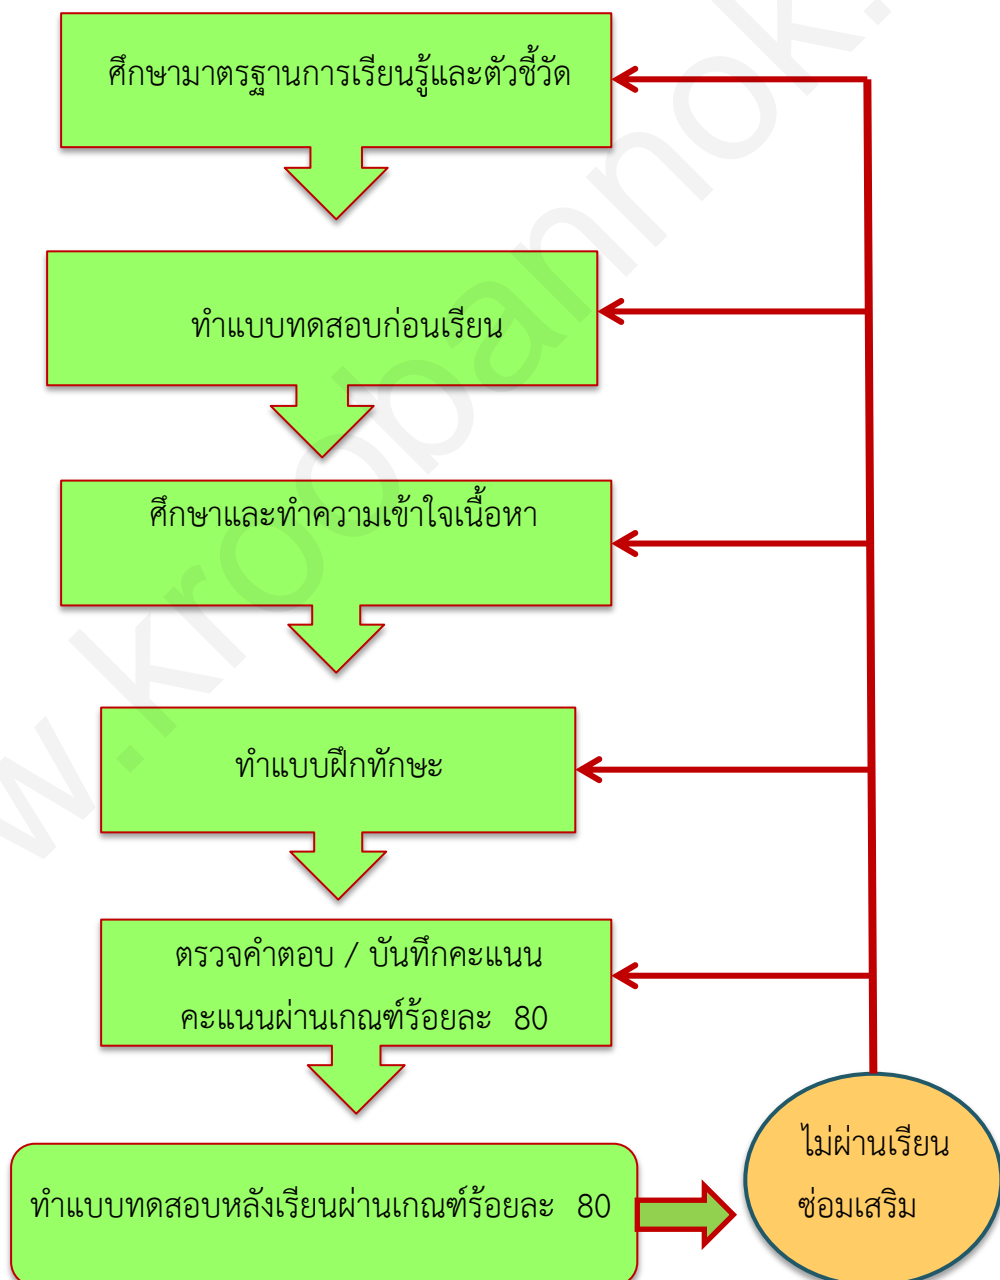 ศึกษามาตรฐานการเรียนรู้และตัวชี้วัด
ทำแบบทดสอบก่อนเรียน
ศึกษาและทำความเข้าใจเนื้อหา
ทำแบบฝึกทักษะ
ตรวจคำตอบ / บันทึกคะแนน
คะแนนผ่านเกณฑ์ร้อยละ 80
ทำแบบทดสอบหลังเรียนผ่านเกณฑ์ร้อยละ 80
ไม่ผ่านเรียน
ซ่อมเสริม
w.krobannok.